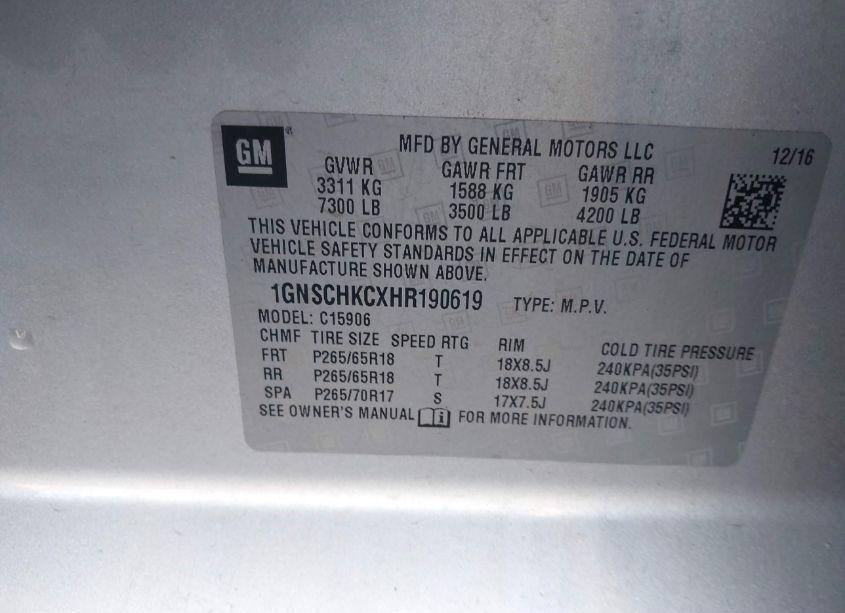 GM
MFD BY GENERAL MOTORS LLC 12/16
GVWR GAWR FRT GAWR RR
3311 KG 1588 KG 1905 KG
7300 LB 3500 LB 4200 LB
THIS VEHICLE CONFORMS TO ALL APPLICABLE U.S. FEDERAL MOTOR
VEHICLE SAFETY STANDARDS IN EFFECT ON THE DATE OF
MANUFACTURE SHOWN ABOVE.
1GNSCHKCXHR190619 TYPE: M.P.V.
MODEL: C15906
CHMF TIRE SIZE SPEED RTG RIM COLD TIRE PRESSURE
FRT P265/65R18 T 18X8.5J 240KPA(35PSI)
RR P265/65R18 T 18X8.5J 240KPA(35PSI)
SPA P265/70R17 S 17X7.5J 240KPA(35PSI)
SEE OWNER'S MANUAL i FOR MORE INFORMATION.